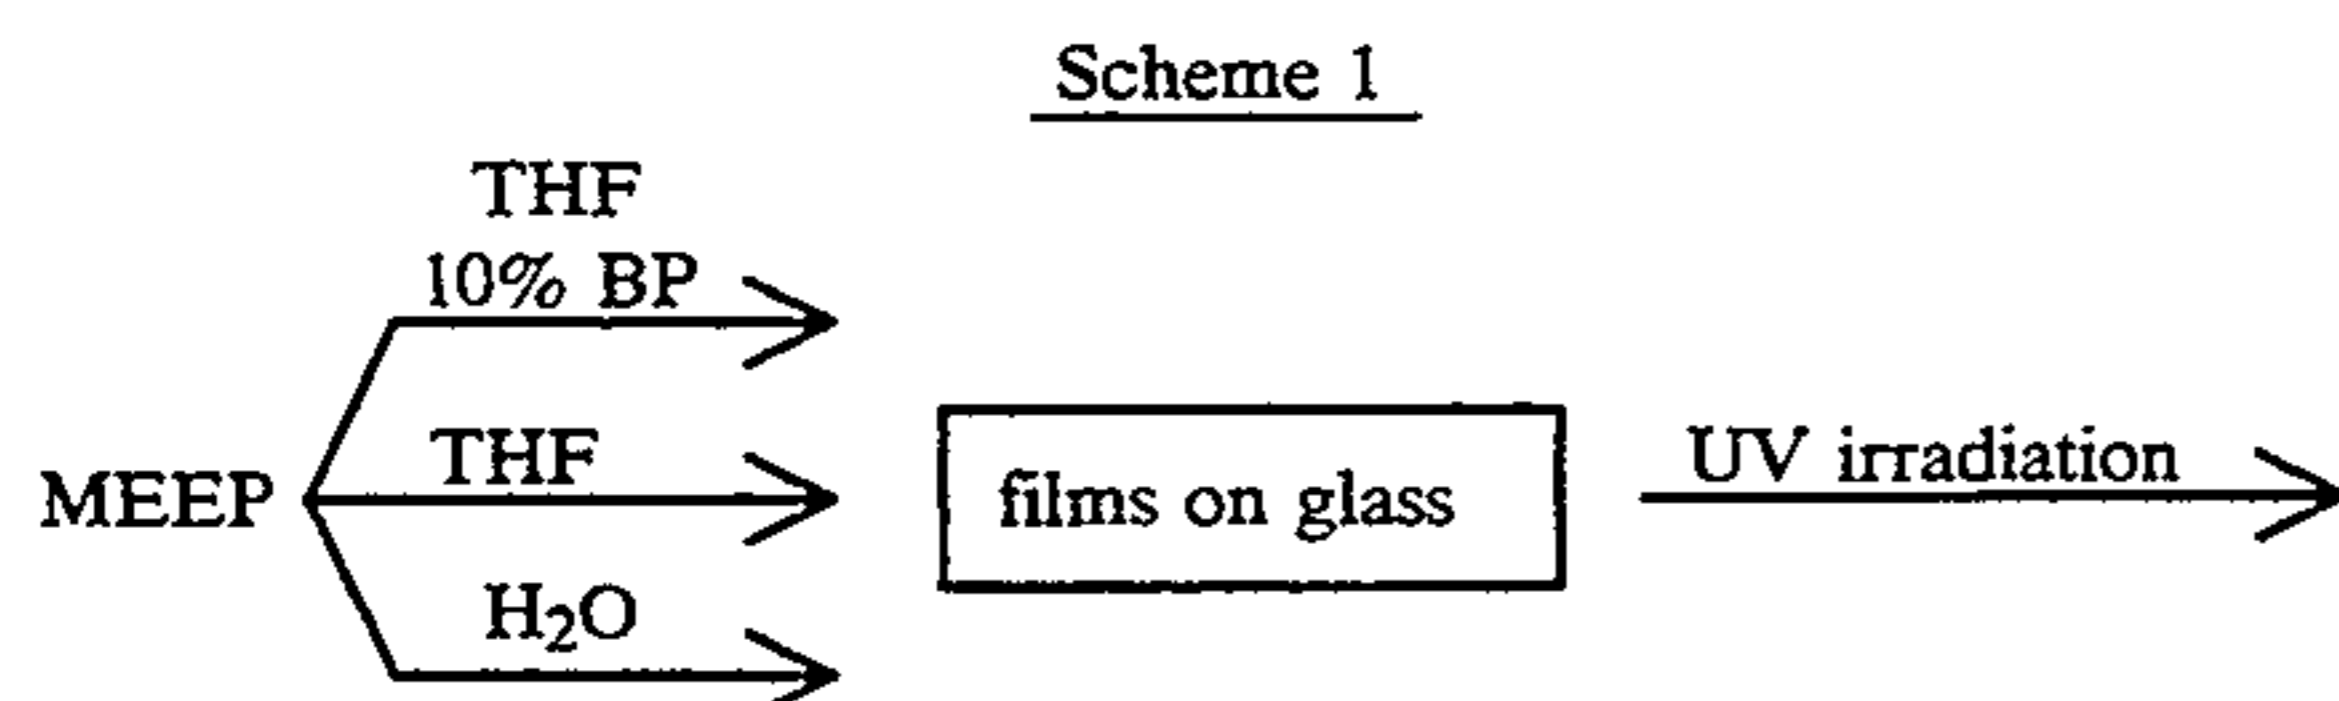 Scheme 1
THF
10% BP
THF
MEEP
films on glass
UV irradiation
H₂O